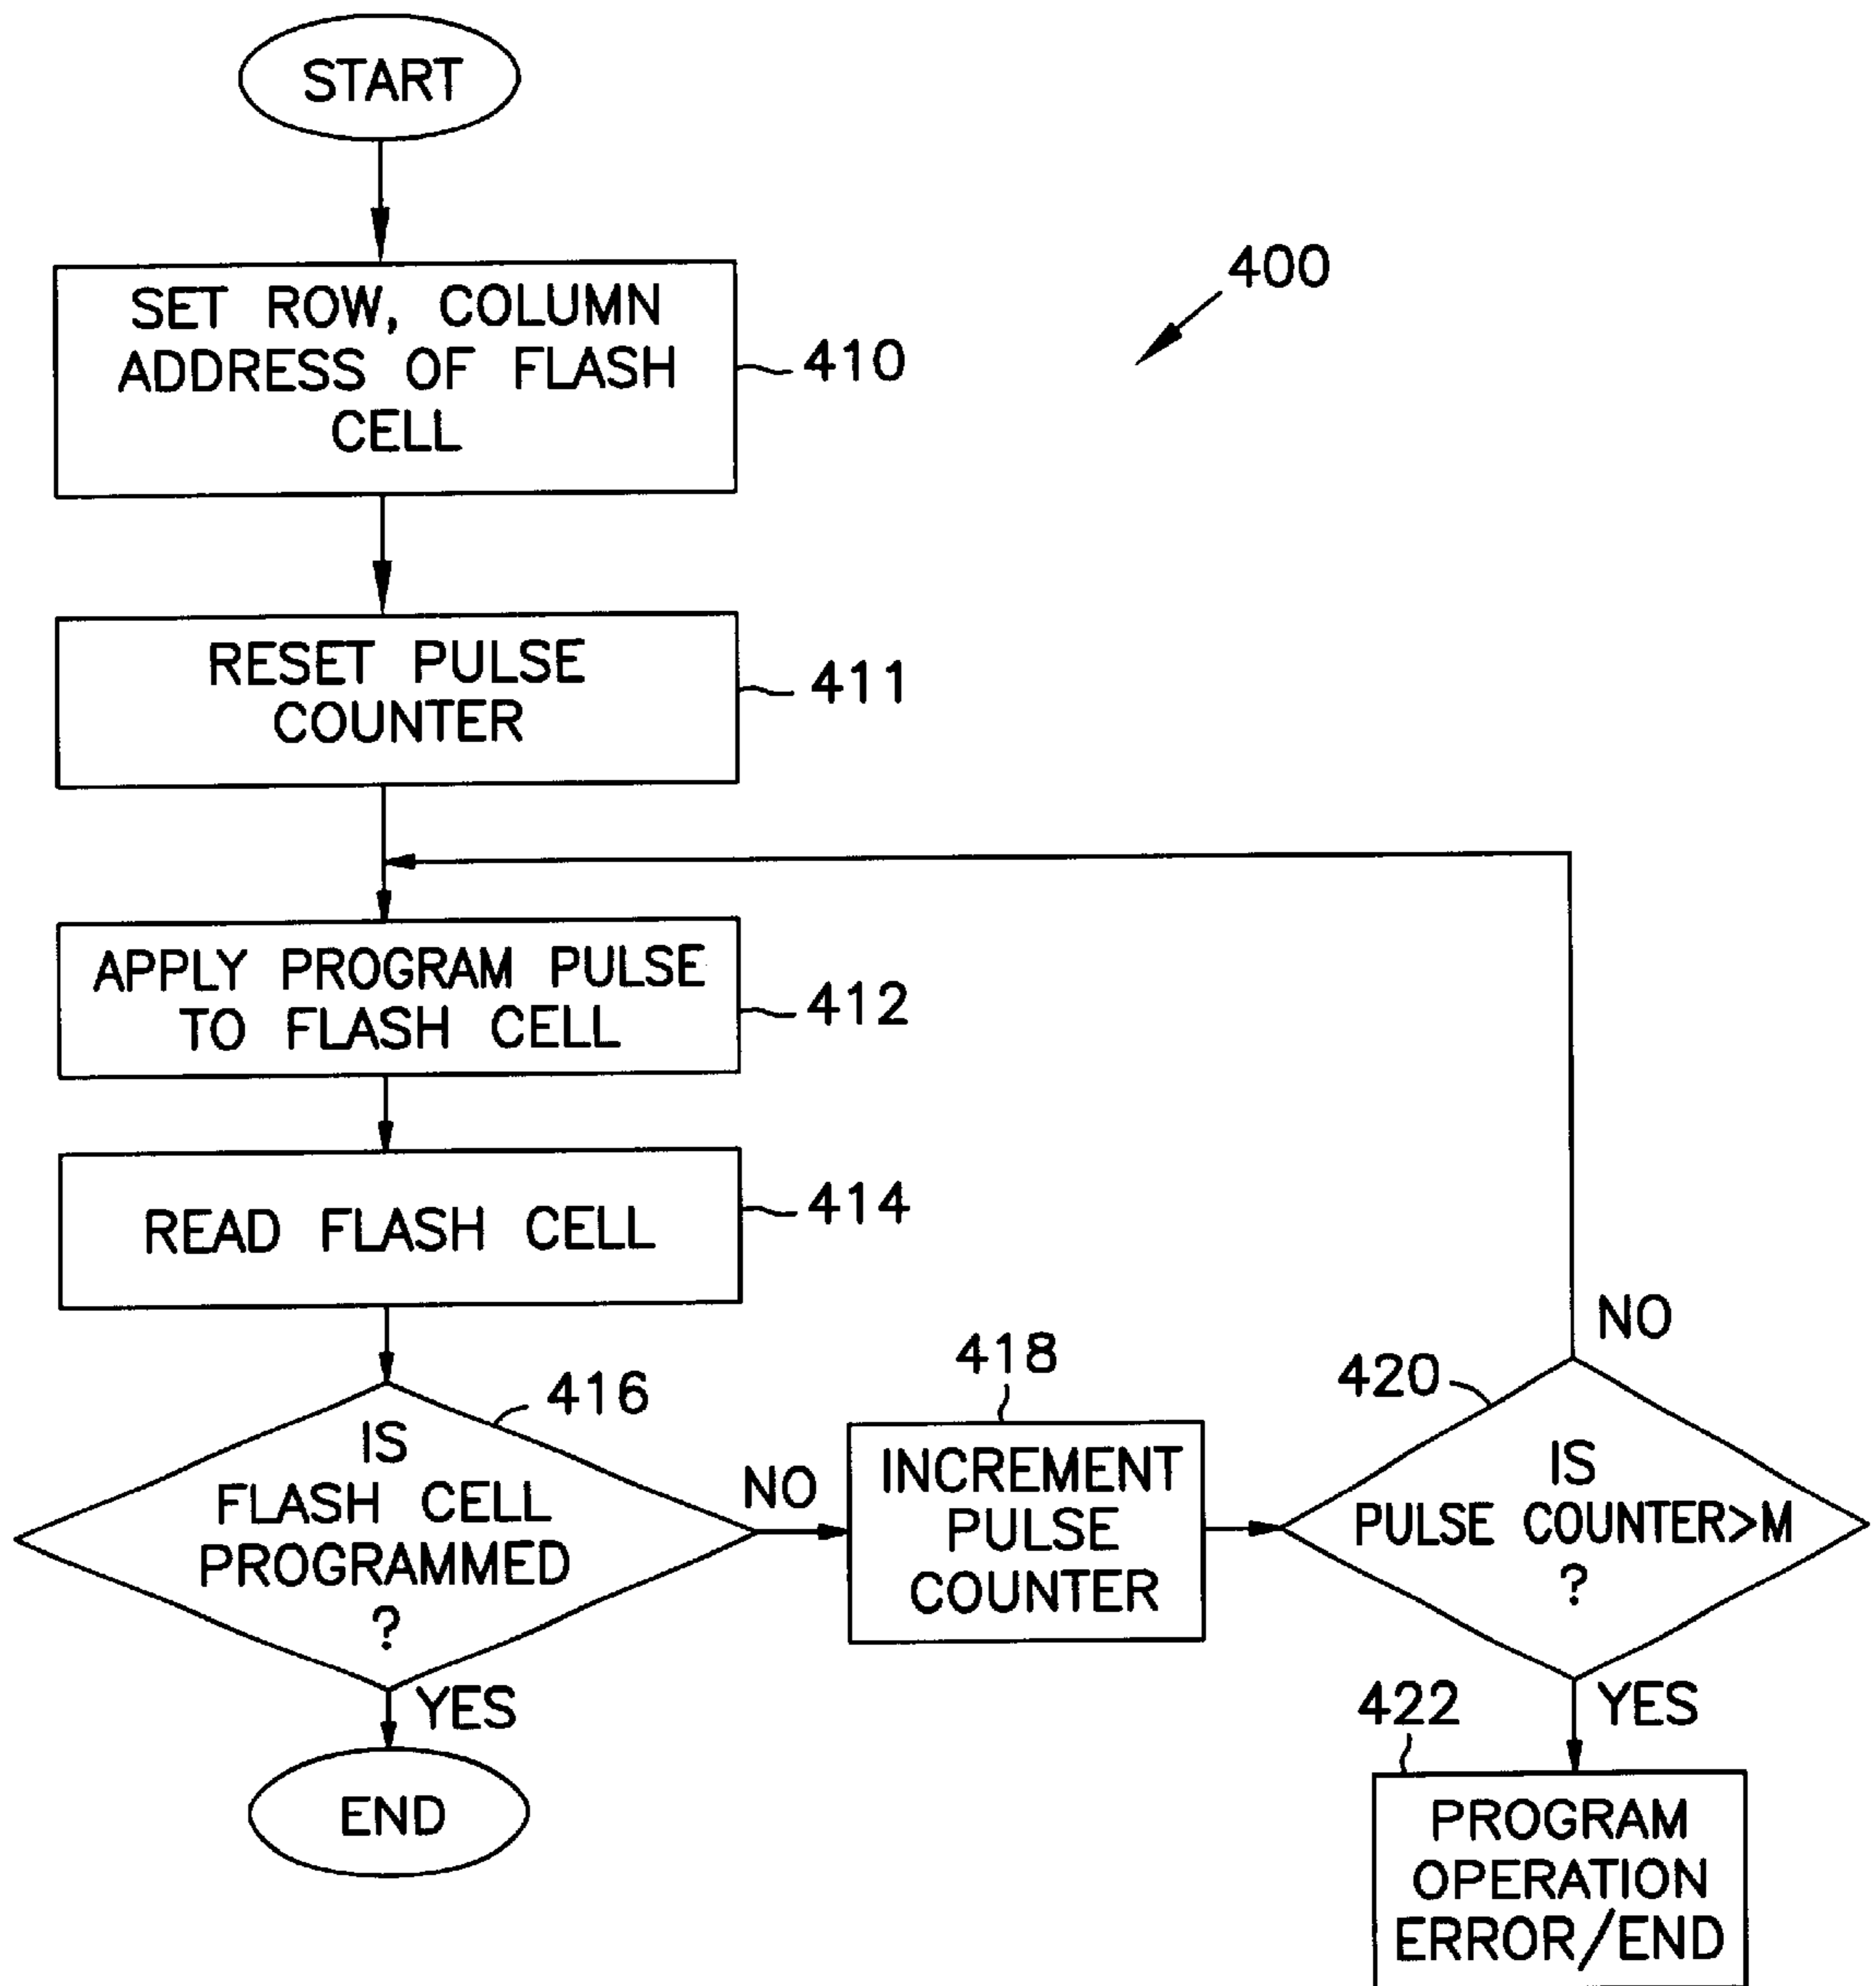 START
400
SET ROW, COLUMN
ADDRESS OF FLASH
CELL
410
RESET PULSE
COUNTER
411
APPLY PROGRAM PULSE
TO FLASH CELL
412
READ FLASH CELL
414
416
IS
FLASH CELL
PROGRAMMED
?
NO
YES
END
418
INCREMENT
PULSE
COUNTER
420
NO
IS
PULSE COUNTER>M
?
YES
422
PROGRAM
OPERATION
ERROR/END